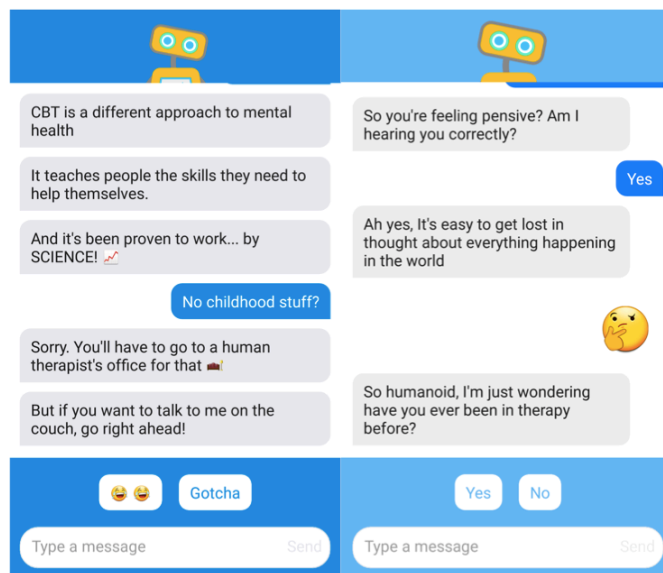 CBT is a different approach to mental
health
It teaches people the skills they need to
help themselves.
And it's been proven to work... by
SCIENCE! 📈
No childhood stuff?
Sorry. You'll have to go to a human
therapist's office for that 🛋️
But if you want to talk to me on the
couch, go right ahead!
😂 😂
Gotcha
Type a message
Send
So you're feeling pensive? Am I
hearing you correctly?
Yes
Ah yes, It's easy to get lost in
thought about everything happening
in the world
🤔
So humanoid, I'm just wondering
have you ever been in therapy
before?
Yes
No
Type a message
Send